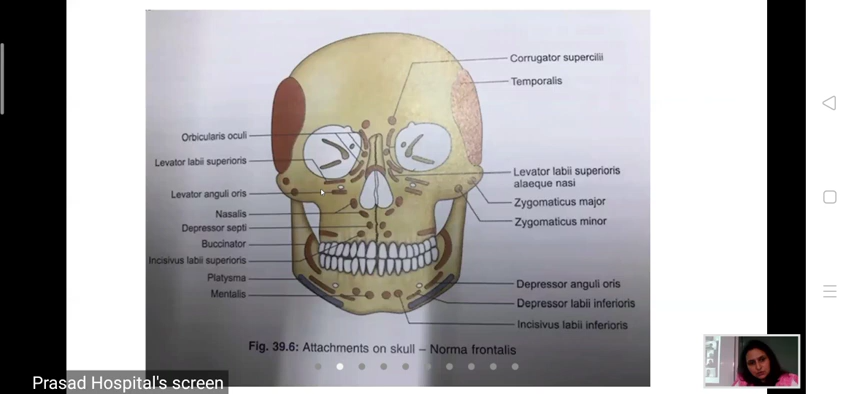 Corrugator supercilii
Temporalis
Orbicularis oculi
Levator labii superioris
Levator anguli oris
Nasalis
Depressor septi
Buccinator
Incisivus labii superioris
Platysma
Mentalis
Levator labii superioris
alaeque nasi
Zygomaticus major
Zygomaticus minor
Depressor anguli oris
Depressor labii inferioris
Incisivus labii inferioris
Fig. 39.6: Attachments on skull – Norma frontalis
Prasad Hospital's screen